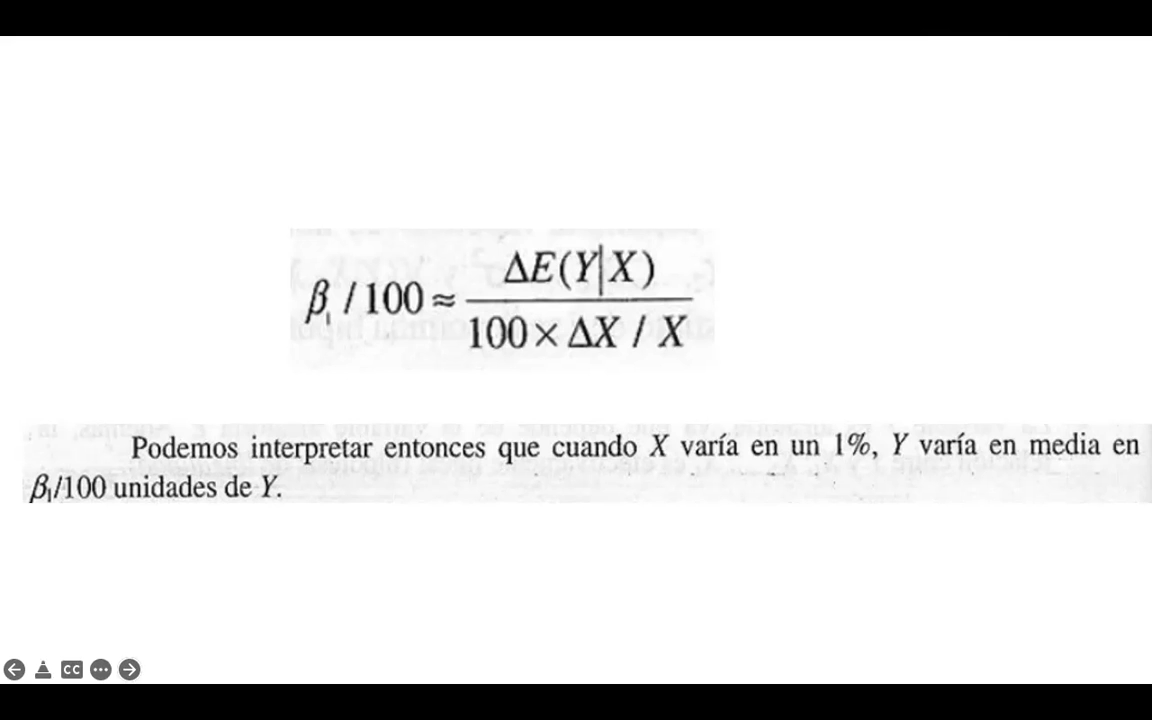 β₁ / 100 ≈ ΔE(Y|X) / 100 × ΔX / X
Podemos interpretar entonces que cuando X varía en un 1%, Y varía en media en
β₁/100 unidades de Y.
CC